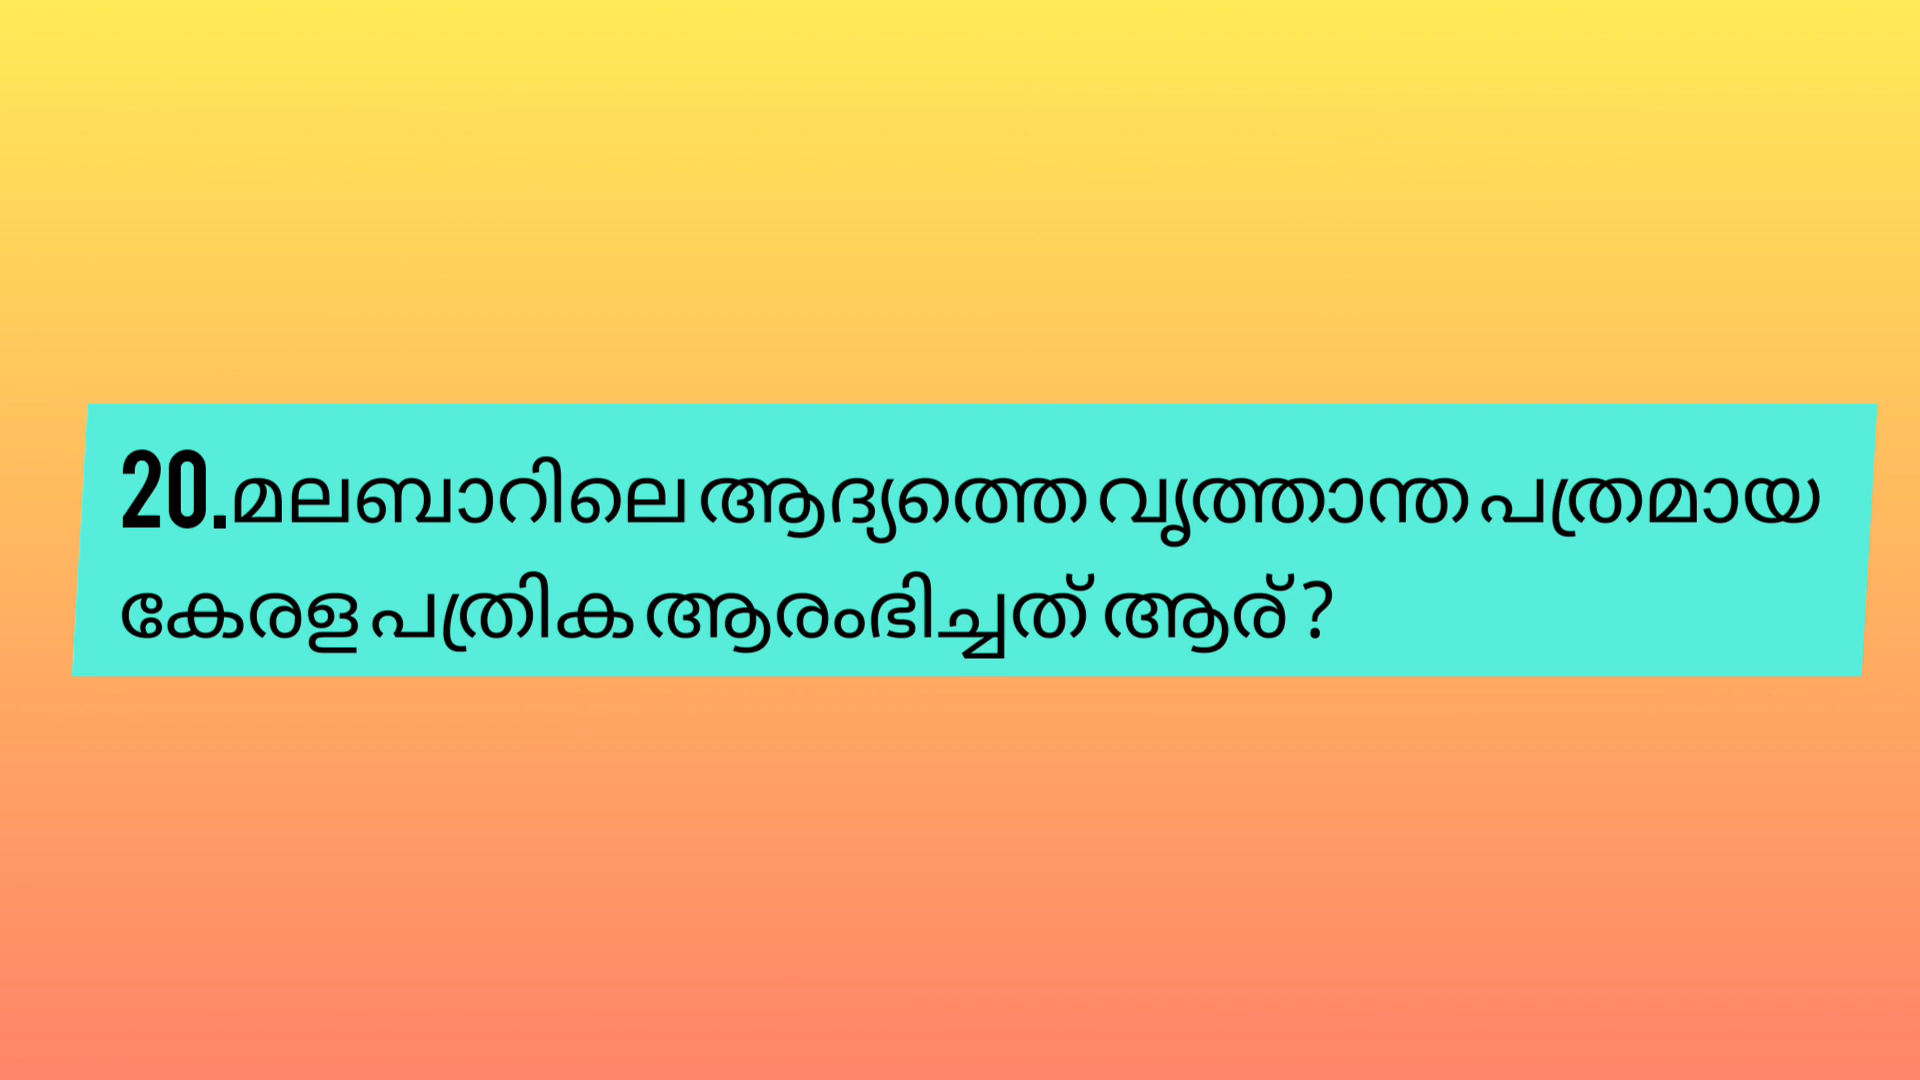 20.മലബാറിലെ ആദ്യത്തെ വൃത്താന്ത പത്രമായ
കേരള പത്രിക ആരംഭിച്ചത് ആര് ?